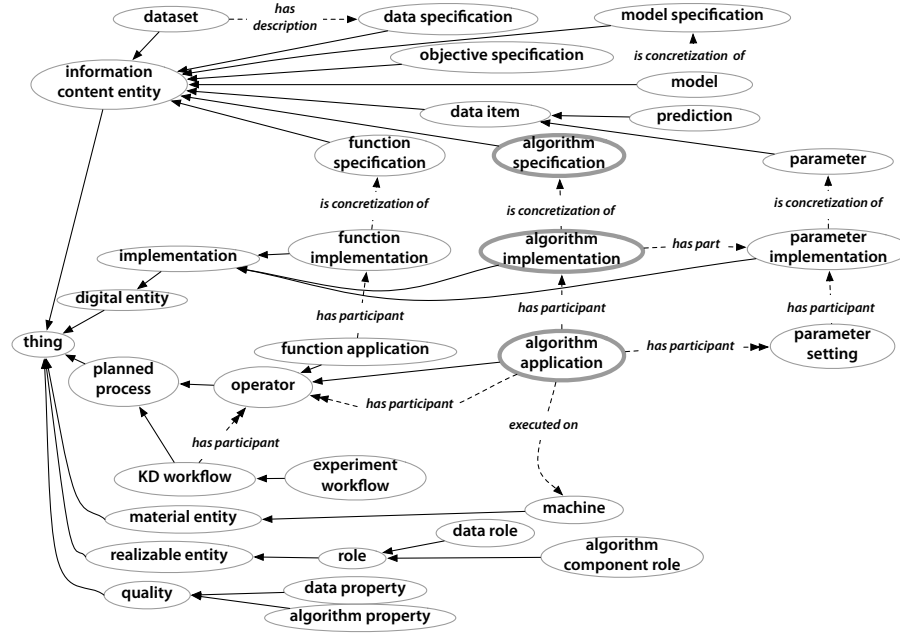 dataset
has
description
data specification
model specification
is concretization of
objective specification
information
content entity
model
data item
prediction
function
specification
algorithm
specification
parameter
is concretization of
is concretization of
is concretization of
implementation
function
implementation
algorithm
implementation
has part
parameter
implementation
digital entity
has participant
has participant
has participant
thing
function application
algorithm
application
has participant
parameter
setting
planned
process
operator
has participant
executed on
has participant
KD workflow
experiment
workflow
machine
material entity
data role
realizable entity
role
algorithm
component role
quality
data property
algorithm property